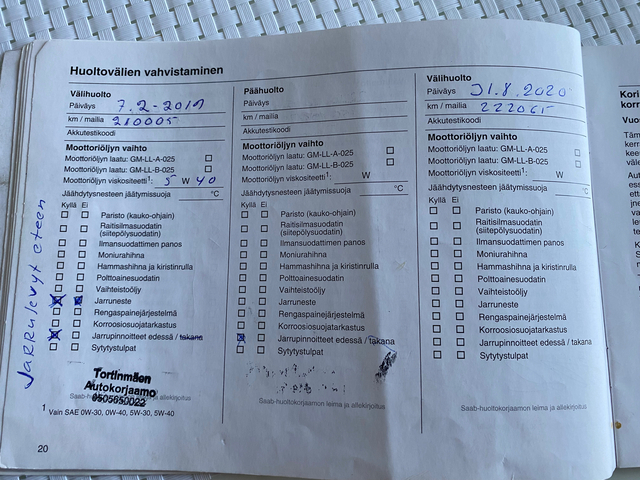 Huoltovälien vahvistaminen
Välihuolto
Päiväys 7.2-2019
km / mailia 210005
Akkutestikoodi
Moottoriöljyn vaihto
Moottoriöljyn laatu: GM-LL-A-025
Moottoriöljyn laatu: GM-LL-B-025
Moottoriöljyn viskositeetti¹: 5 W 40
Jäähdytysnesteen jäätymissuoja °C
Kyllä Ei
Paristo (kauko-ohjain)
Raitisilmasuodatin
(siitepölysuodatin)
Ilmansuodattimen panos
Moniurahihna
Hammashihna ja kiristinrulla
Polttoainesuodatin
Vaihteistoöljy
Jarruneste
Rengaspainejärjestelmä
Korroosiosuojatarkastus
Jarrupinnoitteet edessä / takana
Sytytystulpat
JARRULEVYT eteen
Tortinmäen
Autokorjaamo
0505650022
1 Vain SAE 0W-30, 0W-40, 5W-30, 5W-40
20
Päähuolto
Päiväys
km / mailia
Akkutestikoodi
Moottoriöljyn vaihto
Moottoriöljyn laatu: GM-LL-A-025
Moottoriöljyn laatu: GM-LL-B-025
Moottoriöljyn viskositeetti¹: W
Jäähdytysnesteen jäätymissuoja °C
Kyllä Ei
Paristo (kauko-ohjain)
Raitisilmasuodatin
(siitepölysuodatin)
Ilmansuodattimen panos
Moniurahihna
Hammashihna ja kiristinrulla
Polttoainesuodatin
Vaihteistoöljy
Jarruneste
Rengaspainejärjestelmä
Korroosiosuojatarkastus
Jarrupinnoitteet edessä / takana
Sytytystulpat
Saab-huoltokorjaamon leima ja allekirjoitus
Välihuolto
Päiväys 31.8.2020
km / mailia 222065
Akkutestikoodi
Moottoriöljyn vaihto
Moottoriöljyn laatu: GM-LL-A-025
Moottoriöljyn laatu: GM-LL-B-025
Moottoriöljyn viskositeetti¹: W
Jäähdytysnesteen jäätymissuoja °C
Kyllä Ei
Paristo (kauko-ohjain)
Raitisilmasuodatin
(siitepölysuodatin)
Ilmansuodattimen panos
Moniurahihna
Hammashihna ja kiristinrulla
Polttoainesuodatin
Vaihteistoöljy
Jarruneste
Rengaspainejärjestelmä
Korroosiosuojatarkastus
Jarrupinnoitteet edessä / takana
Sytytystulpat
Saab-huoltokorjaamon leima ja allekirjoitus